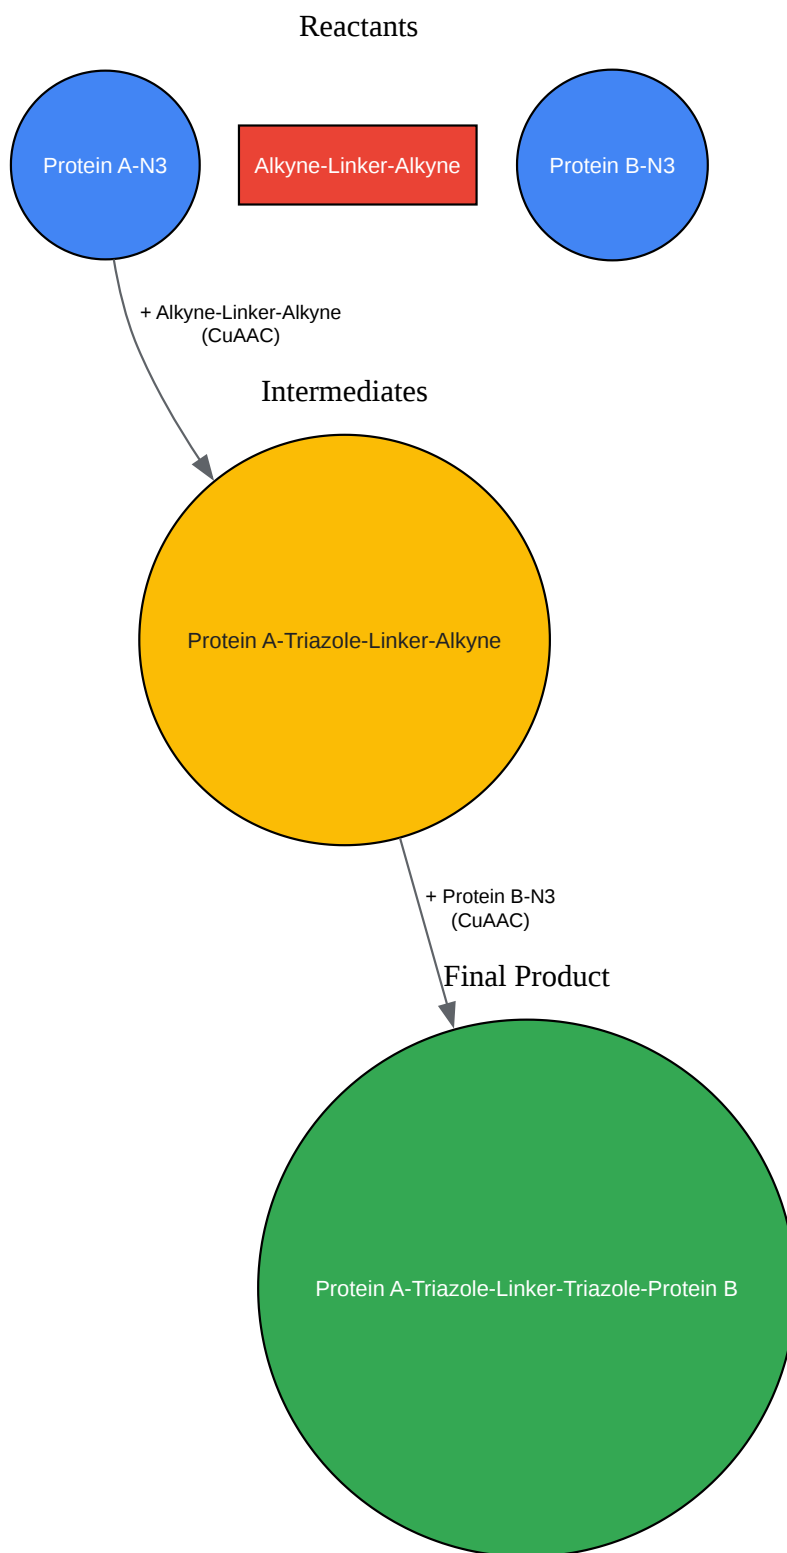 Reactants
Protein A-N3
Alkyne-Linker-Alkyne
Protein B-N3
+ Alkyne-Linker-Alkyne
(CuAAC)
Intermediates
Protein A-Triazole-Linker-Alkyne
+ Protein B-N3
(CuAAC)
Final Product
Protein A-Triazole-Linker-Triazole-Protein B